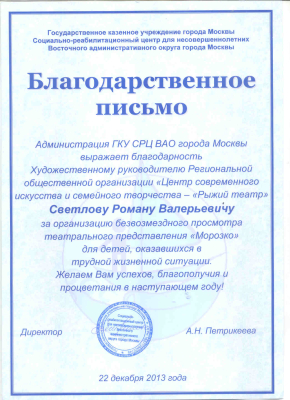 Государственное казенное учреждение города Москвы
Социально-реабилитационный центр для несовершеннолетних
Восточного административного округа города Москвы
Благодарственное
письмо
Администрация ГКУ СРЦ ВАО города Москвы
выражает благодарность
Художественному руководителю Региональной
общественной организации «Центр современного
искусства и семейного творчества – «Рыжий театр»
Светлову Роману Валерьевичу
за организацию безвозмездного просмотра
театрального представления «Морозко»
для детей, оказавшихся в
трудной жизненной ситуации.
Желаем Вам успехов, благополучия и
процветания в наступающем году!
Директор А.Н. Петрикеева
22 декабря 2013 года